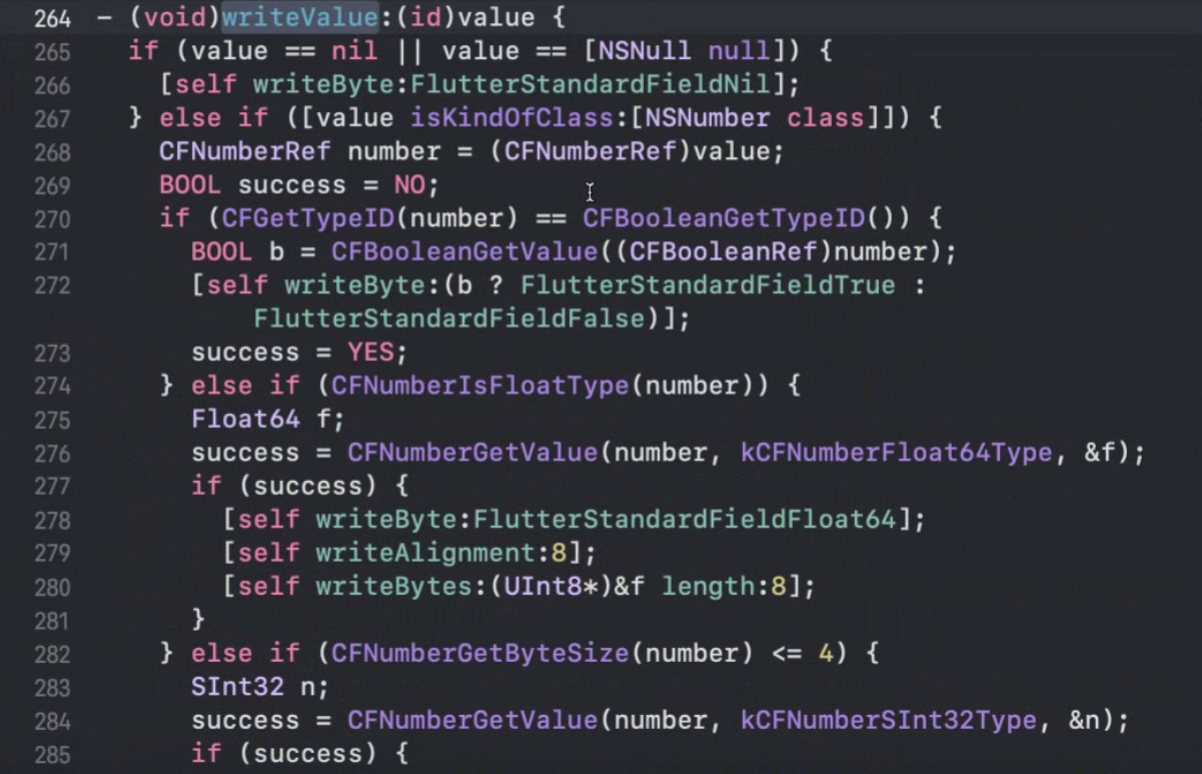 264 - (void)writeValue:(id)value {
265 if (value == nil || value == [NSNull null]) {
266 [self writeByte:FlutterStandardFieldNil];
267 } else if ([value isKindOfClass:[NSNumber class]]) {
268 CFNumberRef number = (CFNumberRef)value;
269 BOOL success = NO;
270 if (CFGetTypeID(number) == CFBooleanGetTypeID()) {
271 BOOL b = CFBooleanGetValue((CFBooleanRef)number);
272 [self writeByte:(b ? FlutterStandardFieldTrue :
FlutterStandardFieldFalse)];
273 success = YES;
274 } else if (CFNumberIsFloatType(number)) {
275 Float64 f;
276 success = CFNumberGetValue(number, kCFNumberFloat64Type, &f);
277 if (success) {
278 [self writeByte:FlutterStandardFieldFloat64];
279 [self writeAlignment:8];
280 [self writeBytes:(UInt8*)&f length:8];
281 }
282 } else if (CFNumberGetByteSize(number) <= 4) {
283 SInt32 n;
284 success = CFNumberGetValue(number, kCFNumberSInt32Type, &n);
285 if (success) {